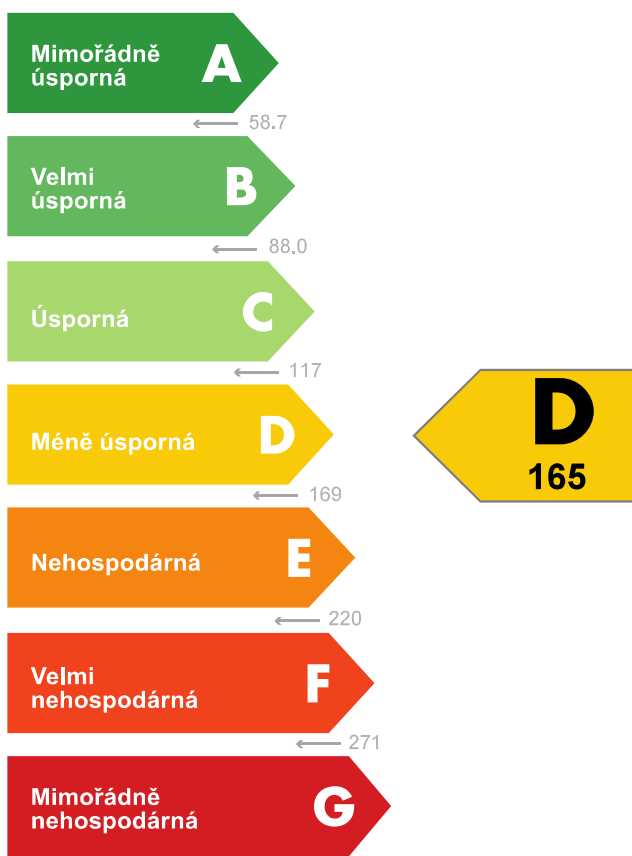 Mimořádně
úsporná
A
58.7
Velmi
úsporná
B
88.0
Úsporná
C
117
Méně úsporná
D
169
D
165
Nehospodárná
E
220
Velmi
nehospodárná
F
271
Mimořádně
nehospodárná
G